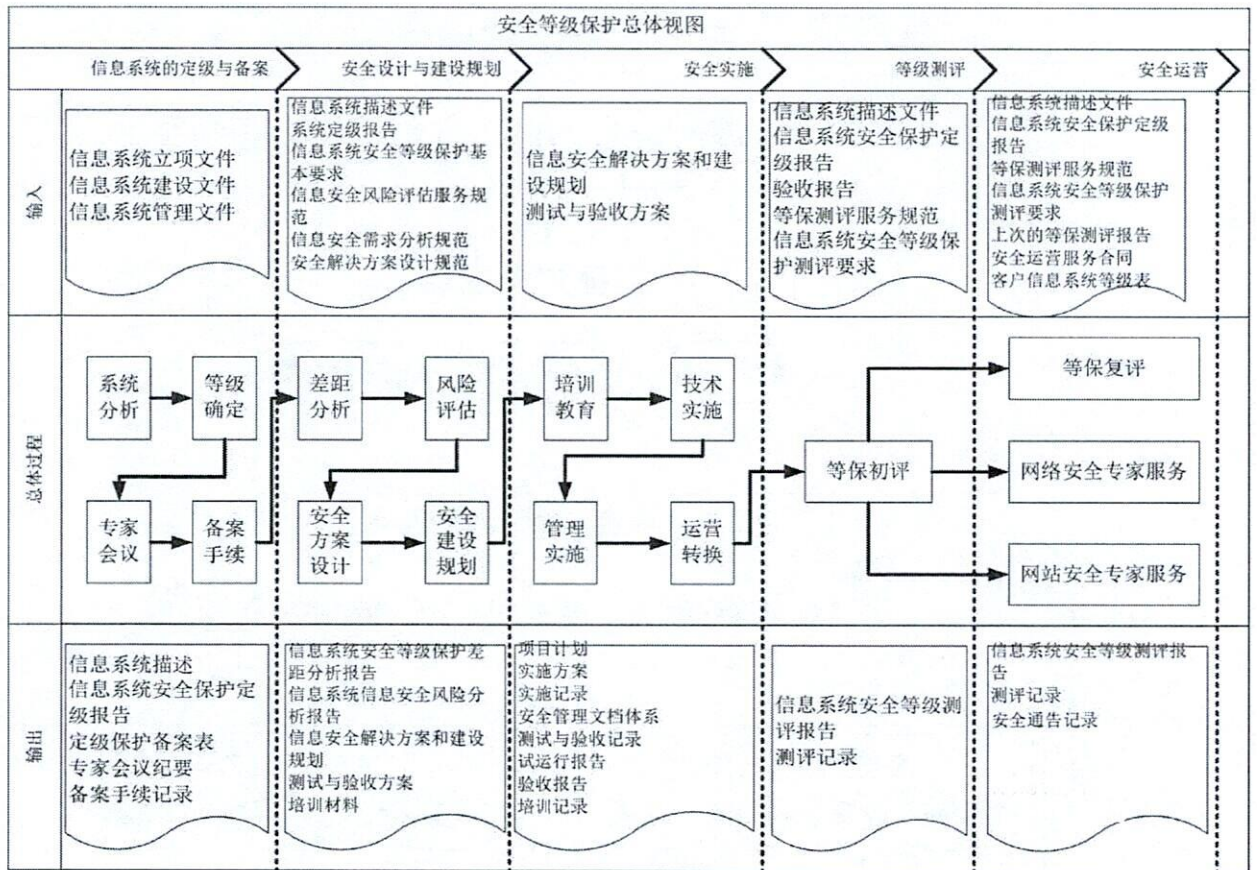 安全等级保护总体视图
信息系统的定级与备案
安全设计与建设规划
安全实施
等级测评
安全运营
输入
信息系统立项文件
信息系统建设文件
信息系统管理文件
信息系统描述文件
系统定级报告
信息系统安全等级保护基
本要求
信息安全风险评估服务规
范
信息安全需求分析规范
安全解决方案设计规范
信息安全解决方案和建
设规划
测试与验收方案
信息系统描述文件
信息系统安全保护定
级报告
验收报告
等保测评服务规范
信息系统安全等级保
护测评要求
信息系统描述文件
信息系统安全保护定级
报告
等保测评服务规范
信息系统安全等级保护
测评要求
上次的等保测评报告
安全运营服务合同
客户信息系统等级表
总体过程
系统
分析
等级
确定
专家
会议
备案
手续
差距
分析
风险
评估
安全
方案
设计
安全
建设
规划
培训
教育
技术
实施
管理
实施
运营
转换
等保初评
等保复评
网络安全专家服务
网站安全专家服务
输出
信息系统描述
信息系统安全保护定
级报告
定级保护备案表
专家会议纪要
备案手续记录
信息系统安全等级保护差
距分析报告
信息系统信息安全风险分
析报告
信息安全解决方案和建设
规划
测试与验收方案
培训材料
项目计划
实施方案
实施记录
安全管理文档体系
测试与验收记录
试运行报告
验收报告
培训记录
信息系统安全等级测
评报告
测评记录
信息系统安全等级测评报
告
测评记录
安全通告记录